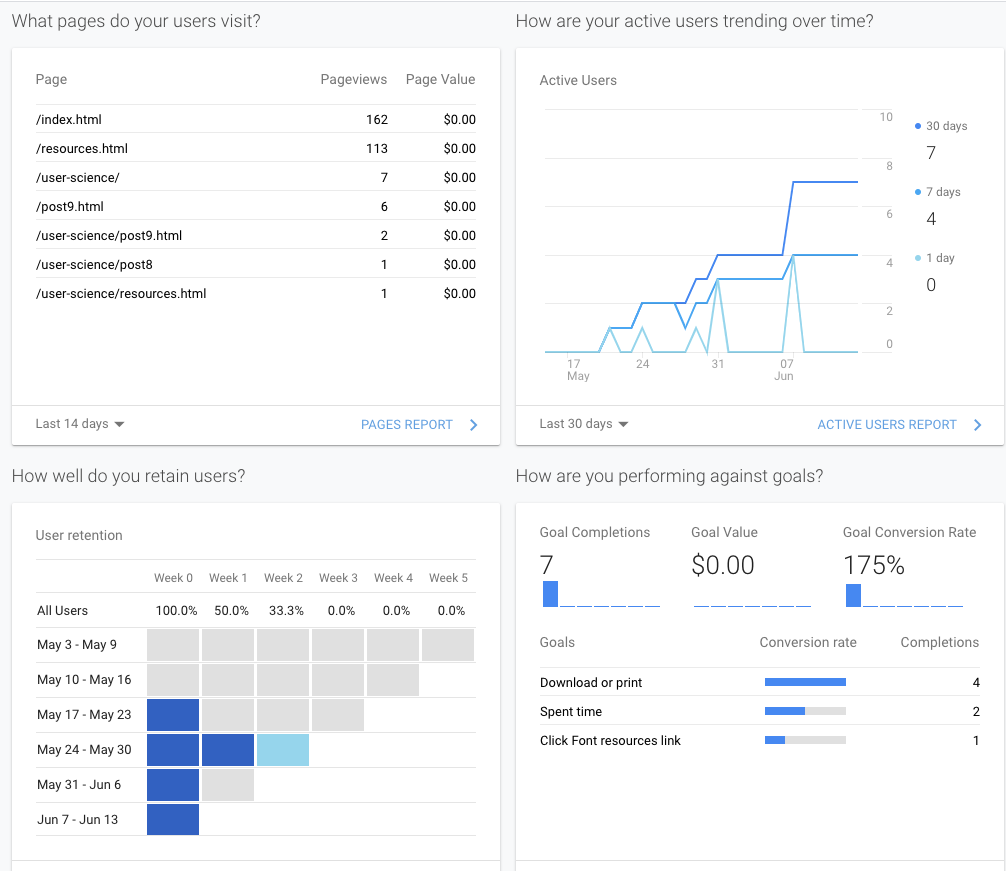 What pages do your users visit?
Page Pageviews Page Value
/index.html 162 $0.00
/resources.html 113 $0.00
/user-science/ 7 $0.00
/post9.html 6 $0.00
/user-science/post9.html 2 $0.00
/user-science/post8 1 $0.00
/user-science/resources.html 1 $0.00
Last 14 days PAGES REPORT
How are your active users trending over time?
Active Users
10
8
6
4
2
0
17 24 31 07
May Jun
30 days
7
7 days
4
1 day
0
Last 30 days ACTIVE USERS REPORT
How well do you retain users?
User retention
Week 0 Week 1 Week 2 Week 3 Week 4 Week 5
All Users 100.0% 50.0% 33.3% 0.0% 0.0% 0.0%
May 3 - May 9
May 10 - May 16
May 17 - May 23
May 24 - May 30
May 31 - Jun 6
Jun 7 - Jun 13
How are you performing against goals?
Goal Completions Goal Value Goal Conversion Rate
7 $0.00 175%
Goals Conversion rate Completions
Download or print 4
Spent time 2
Click Font resources link 1